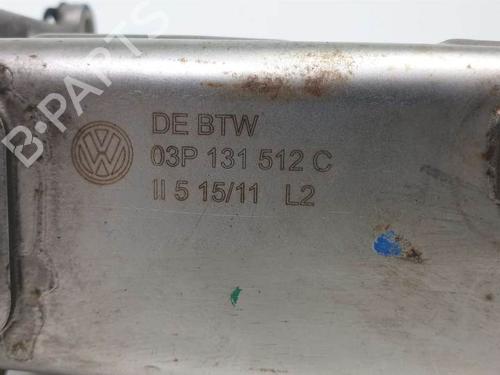 B-PARTS
DE BTW
03P 131 512 C
II 5 15/11 L2